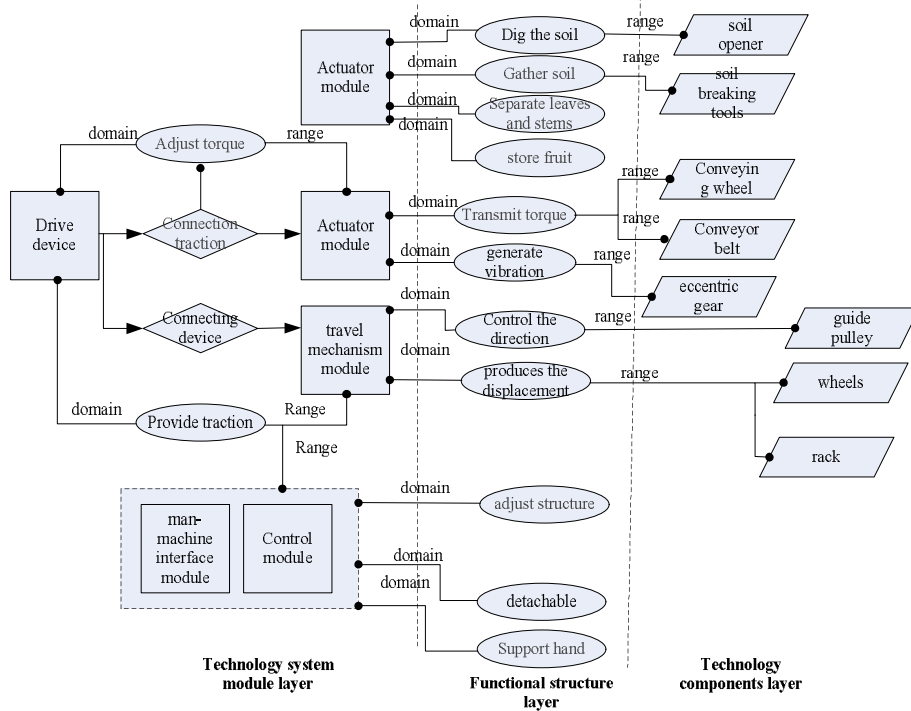 domain
range
Dig the soil
soil
opener
Actuator
module
domain
Gather soil
range
soil
breaking
tools
domain
Separate leaves
and stems
domain
store fruit
domain
Adjust torque
range
Conveyin
g wheel
range
Drive
device
Connection
traction
Actuator
module
domain
Transmit torque
range
Conveyor
belt
domain
generate
vibration
range
eccentric
gear
Connecting
device
travel
mechanism
module
domain
Control the
direction
range
guide
pulley
domain
produces the
displacement
range
wheels
domain
Provide traction
Range
Range
rack
man-
machine
interface
module
Control
module
domain
adjust structure
domain
detachable
domain
Support hand
Technology system
module layer
Functional structure
layer
Technology
components layer